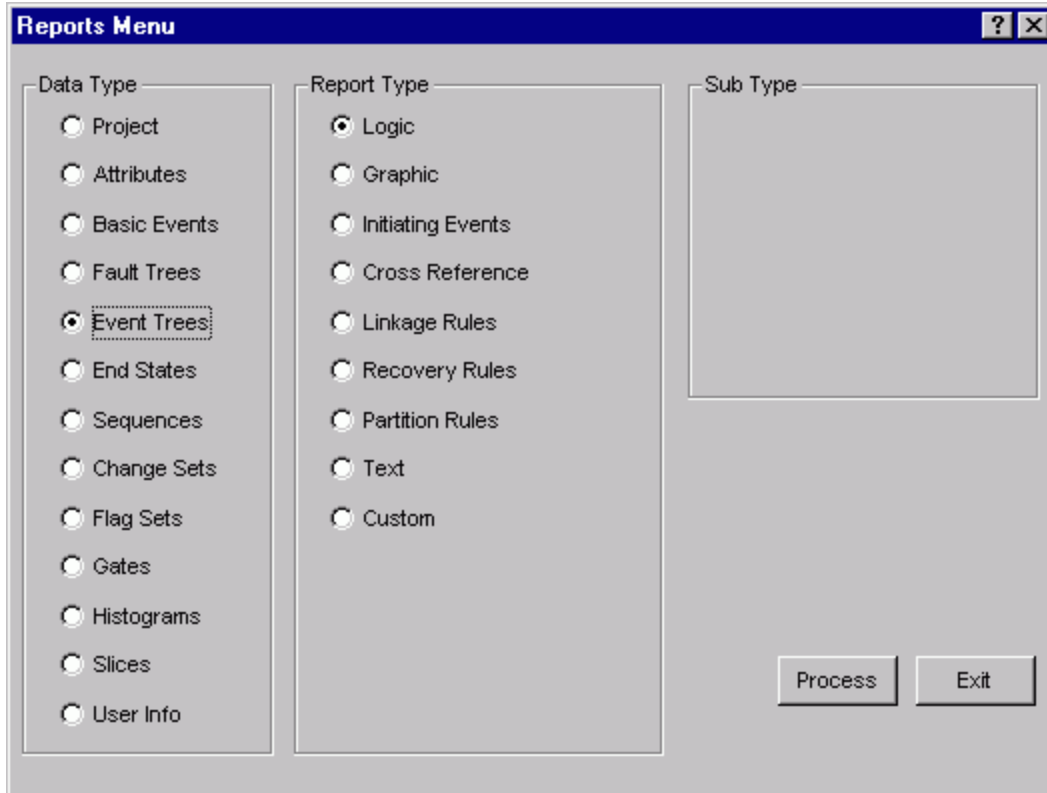 Reports Menu
Data Type
Project
Attributes
Basic Events
Fault Trees
Event Trees
End States
Sequences
Change Sets
Flag Sets
Gates
Histograms
Slices
User Info
Report Type
Logic
Graphic
Initiating Events
Cross Reference
Linkage Rules
Recovery Rules
Partition Rules
Text
Custom
Sub Type
Process
Exit